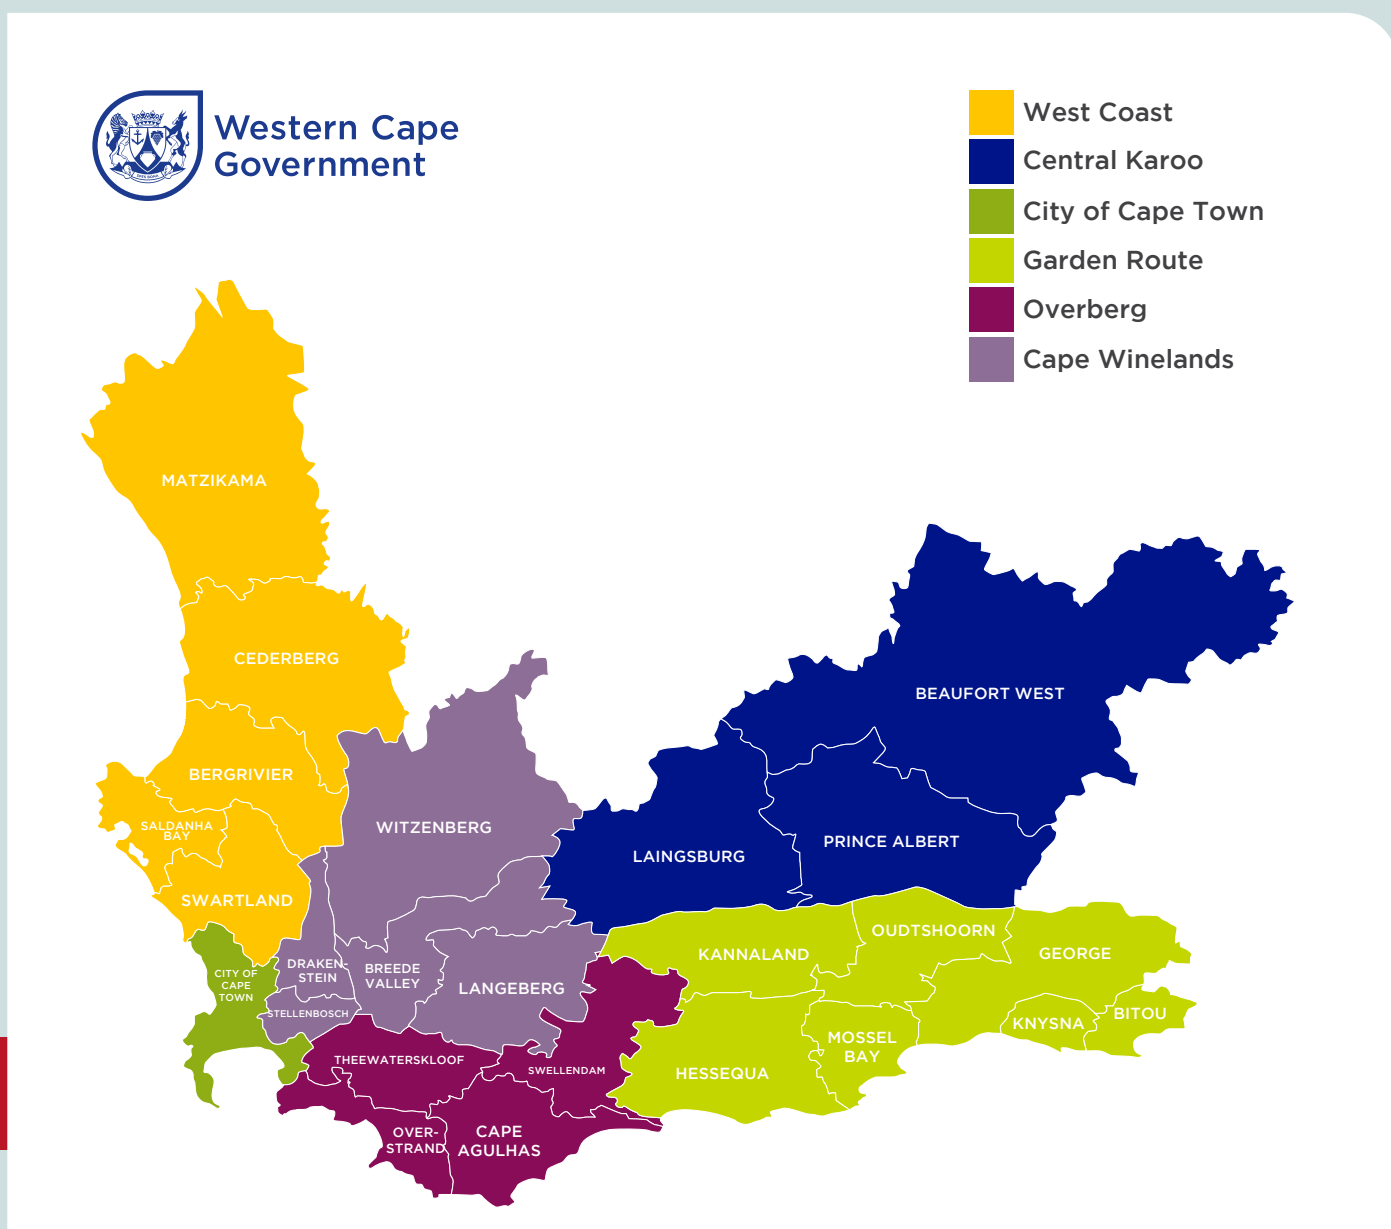 Western Cape
Government
West Coast
Central Karoo
City of Cape Town
Garden Route
Overberg
Cape Winelands
MATZIKAMA
CEDERBERG
BERGRIVIER
SALDANHA
BAY
SWARTLAND
WITZENBERG
BEAUFORT WEST
LAINGSBURG
PRINCE ALBERT
CITY OF
CAPE
TOWN
DRAKEN-
STEIN
STELLENBOSCH
BREEDE
VALLEY
LANGEBERG
KANNALAND
OUDTSHOORN
GEORGE
KNYSNA
BITOU
MOSSEL
BAY
HESSEQUA
THEEWATERSKLOOF
SWELLENDAM
OVER-
STRAND
CAPE
AGULHAS